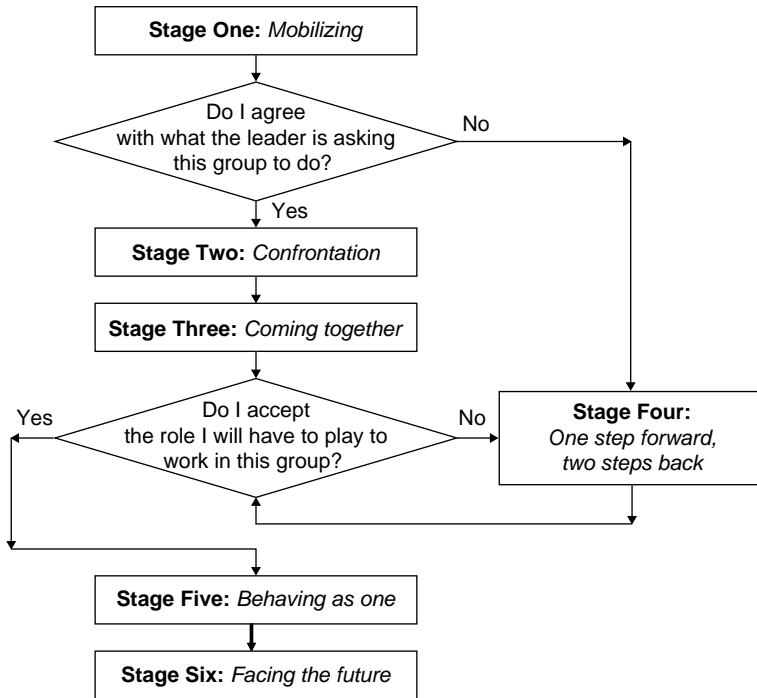 Stage One: Mobilizing
Do I agree
with what the leader is asking
this group to do?
No
Yes
Stage Two: Confrontation
Stage Three: Coming together
Yes
Do I accept
the role I will have to play to
work in this group?
No
Stage Four:
One step forward,
two steps back
Stage Five: Behaving as one
Stage Six: Facing the future